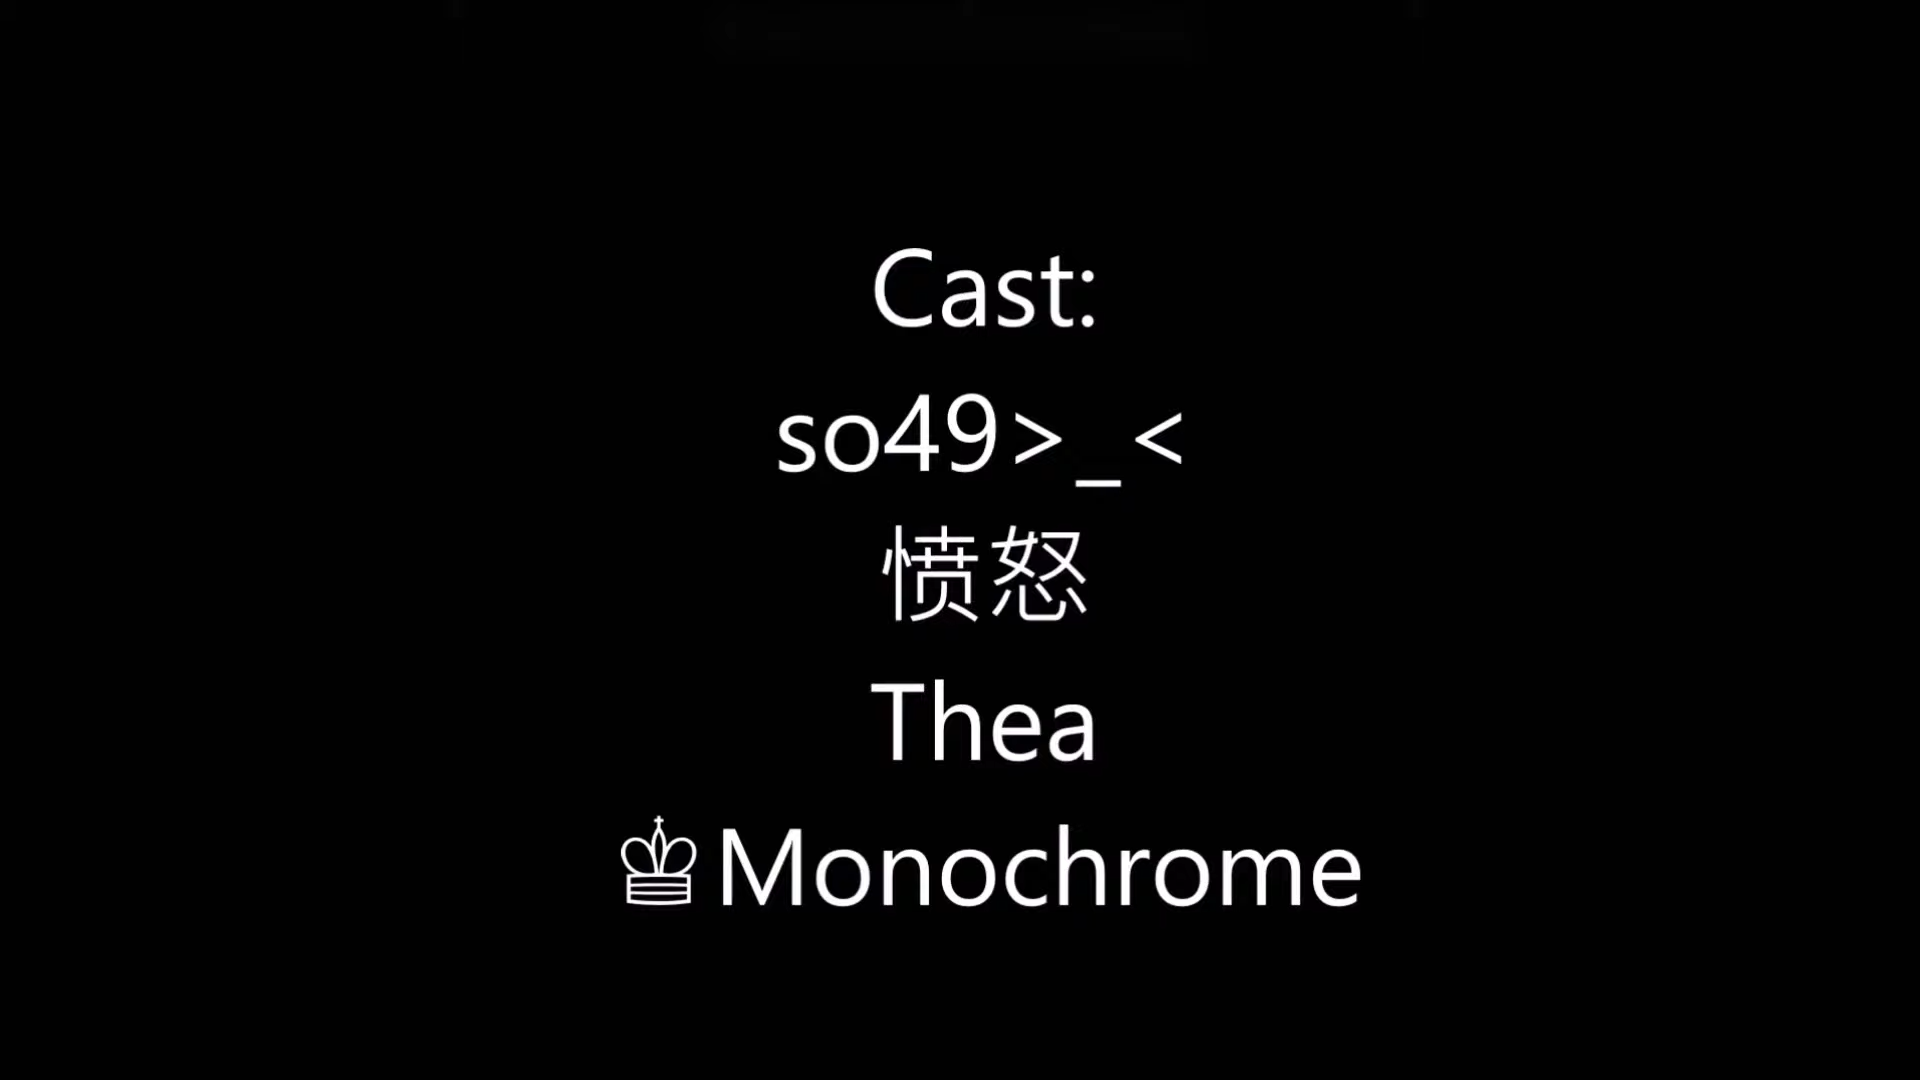 Cast:
so49>_<
愤怒
Thea
♔Monochrome